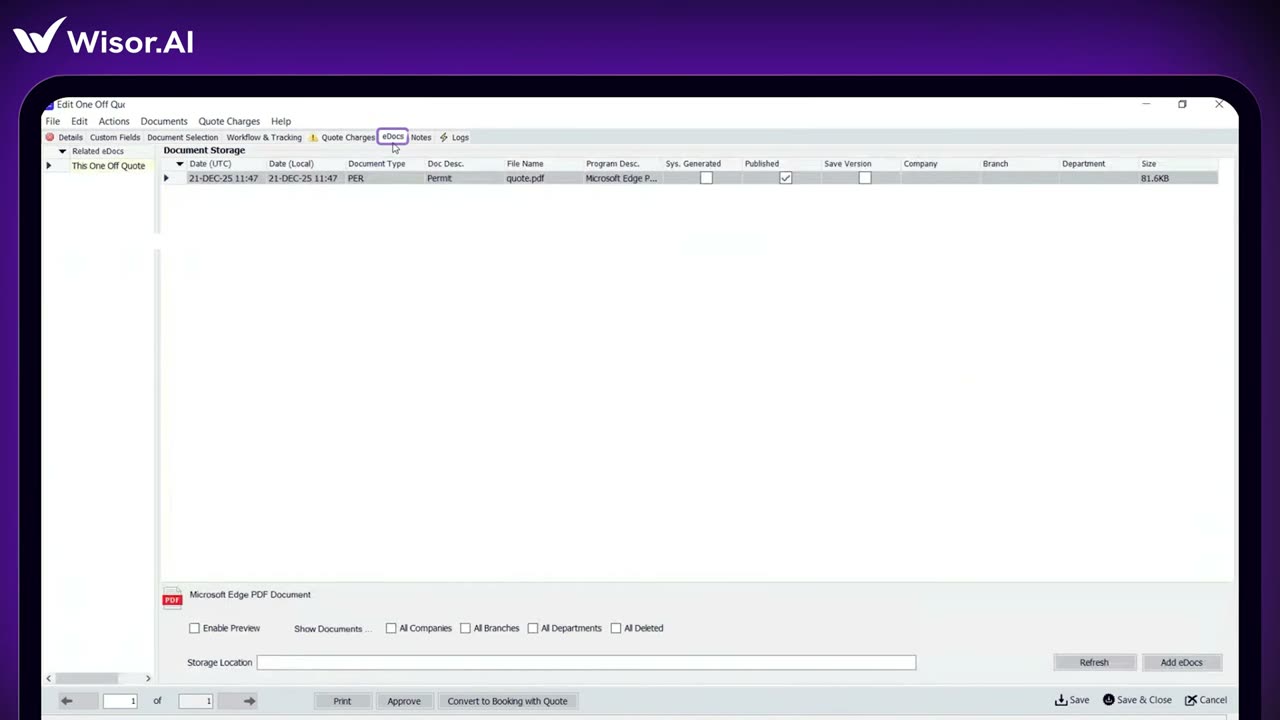 Wisor.AI
Edit One Off Quo
File Edit Actions Documents Quote Charges Help
Details Custom Fields Document Selection Workflow & Tracking Quote Charges eDocs Notes Logs
Related eDocs
This One Off Quote
Document Storage
Date (UTC) Date (Local) Document Type Doc Desc. File Name Program Desc. Sys. Generated Published Save Version Company Branch Department Size
21-DEC-25 11:47 21-DEC-25 11:47 PER Permit quote.pdf Microsoft Edge P... 81.6KB
PDF Microsoft Edge PDF Document
Enable Preview Show Documents ... All Companies All Branches All Departments All Deleted
Storage Location Refresh Add eDocs
1 of 1 Print Approve Convert to Booking with Quote Save Save & Close Cancel